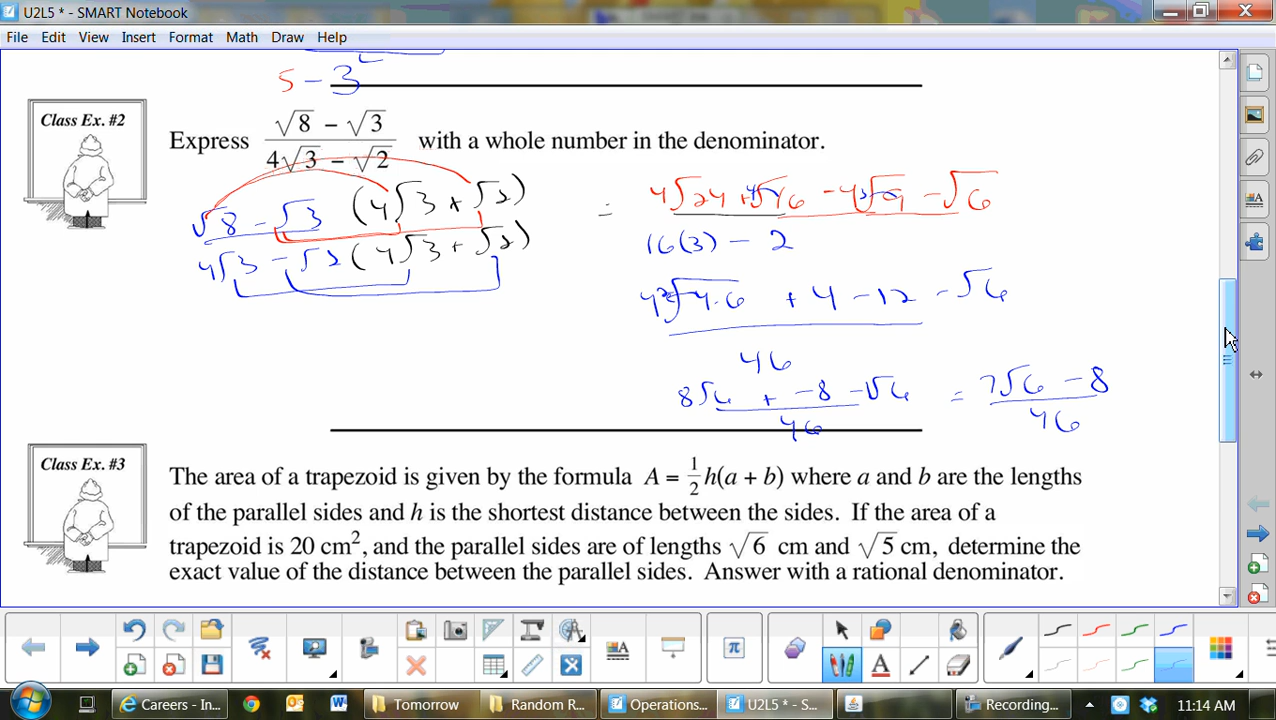 U2L5 * - SMART Notebook
File Edit View Insert Format Math Draw Help
5 - 3²
Class Ex. #2
Express (√8 - √3)/(4√3 - √2) with a whole number in the denominator.
√8 - √3 (4√3 + √2)
4√3 - √2 (4√3 + √2)
= 4√24 + √16 - 4√9 - √6
16(3) - 2
4√4·6 + 4 - 12 - √6
46
8√6 + -8 - √6 = 7√6 - 8
46 46
Class Ex. #3
The area of a trapezoid is given by the formula A = 1/2 h(a + b) where a and b are the lengths
of the parallel sides and h is the shortest distance between the sides. If the area of a
trapezoid is 20 cm², and the parallel sides are of lengths √6 cm and √5 cm, determine the
exact value of the distance between the parallel sides. Answer with a rational denominator.
Careers - In... Tomorrow Random R... Operations... U2L5 * - S... Recording... 11:14 AM